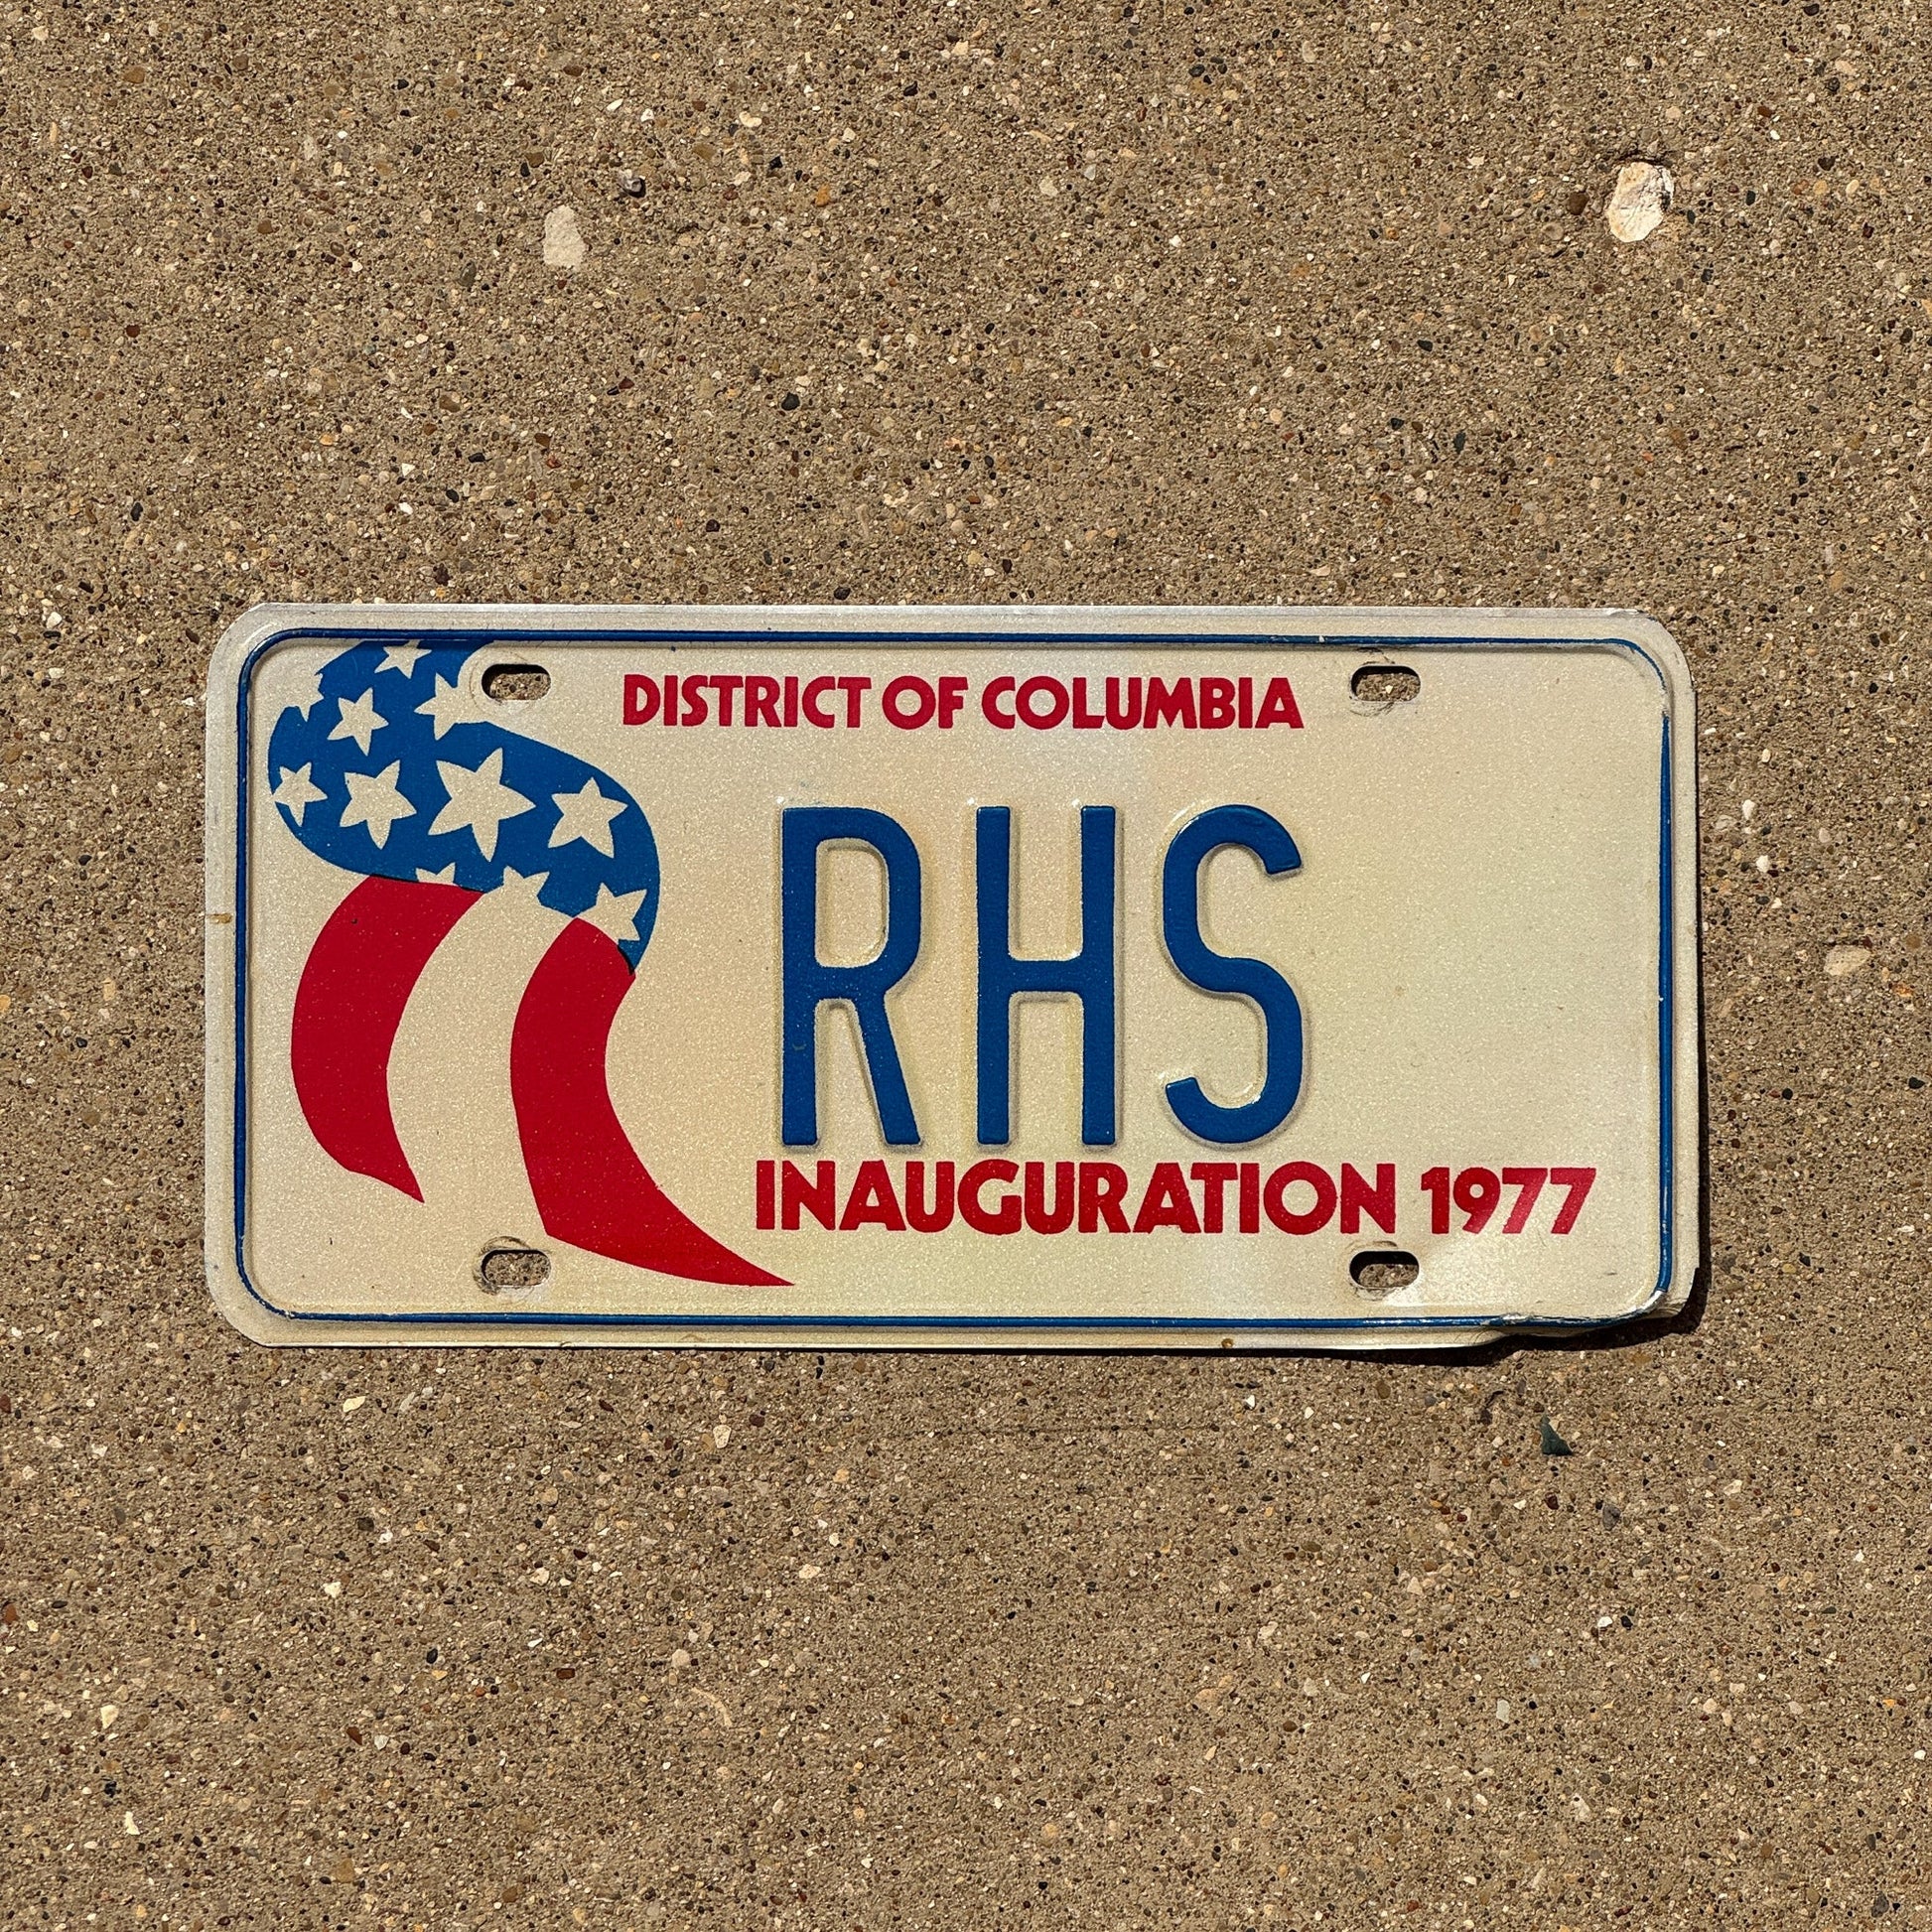 DISTRICT OF COLUMBIA
RHS
INAUGURATION 1977